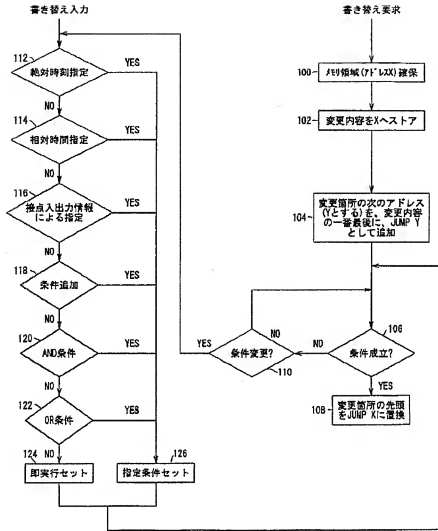 書き替え入力
112
絶対時刻指定
YES
NO
114
相対時間指定
YES
NO
116
接点入出力情報
による指定
YES
NO
118
条件追加
YES
NO
120
AND条件
YES
NO
122
OR条件
YES
NO
124
即実行セット
126
指定条件セット
書き替え要求
100
メモリ領域(アドレスX)確保
102
変更内容をXへストア
104
変更箇所の次のアドレス
(Yとする)を、変更内容
の一番最後に、JUMP Y
として追加
106
条件成立?
NO
YES
110
条件変更?
NO
YES
108
変更箇所の先頭
をJUMP Xに置換